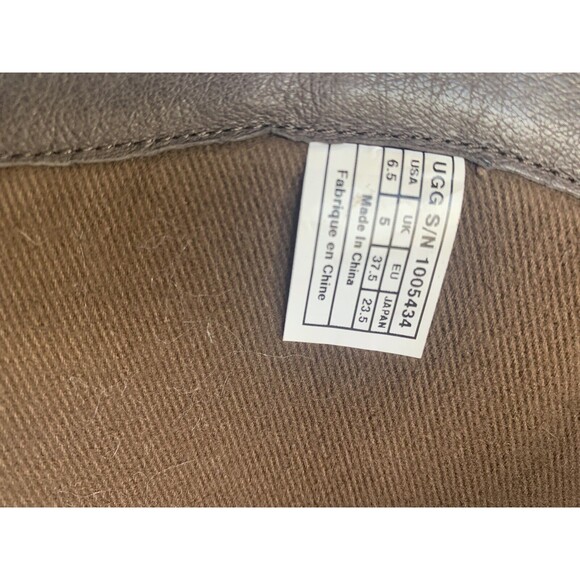 UGG S/N 1005434
USA UK EU JAPAN
6.5 5 37.5 23.5
Made In China
Fabrique en Chine